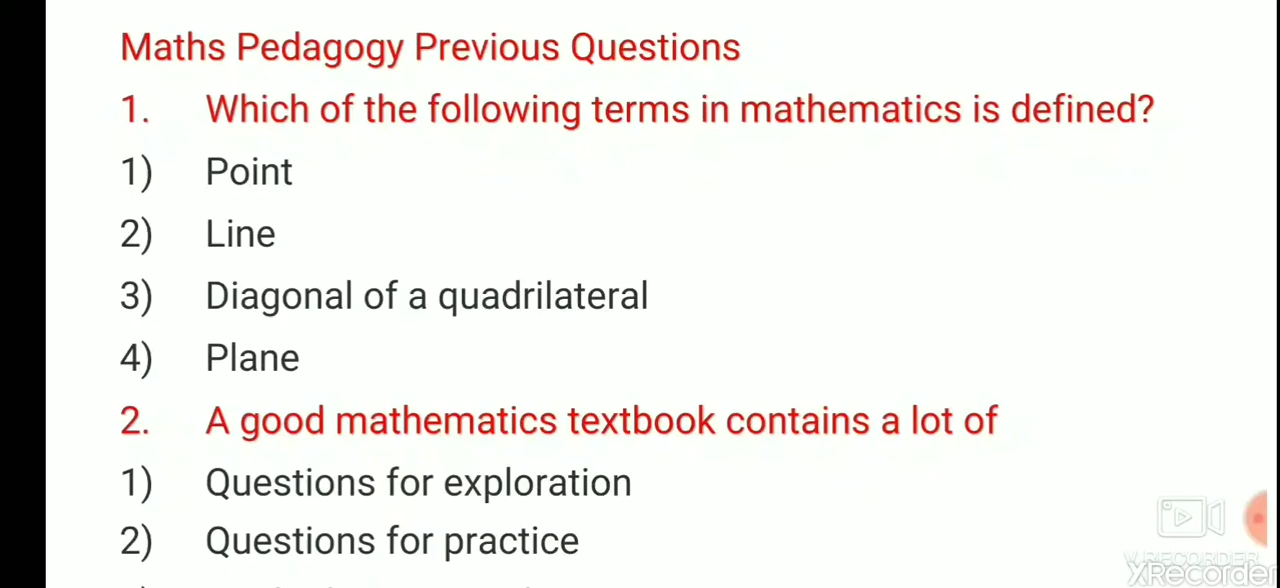 Maths Pedagogy Previous Questions
1. Which of the following terms in mathematics is defined?
1) Point
2) Line
3) Diagonal of a quadrilateral
4) Plane
2. A good mathematics textbook contains a lot of
1) Questions for exploration
2) Questions for practice
XRecorder